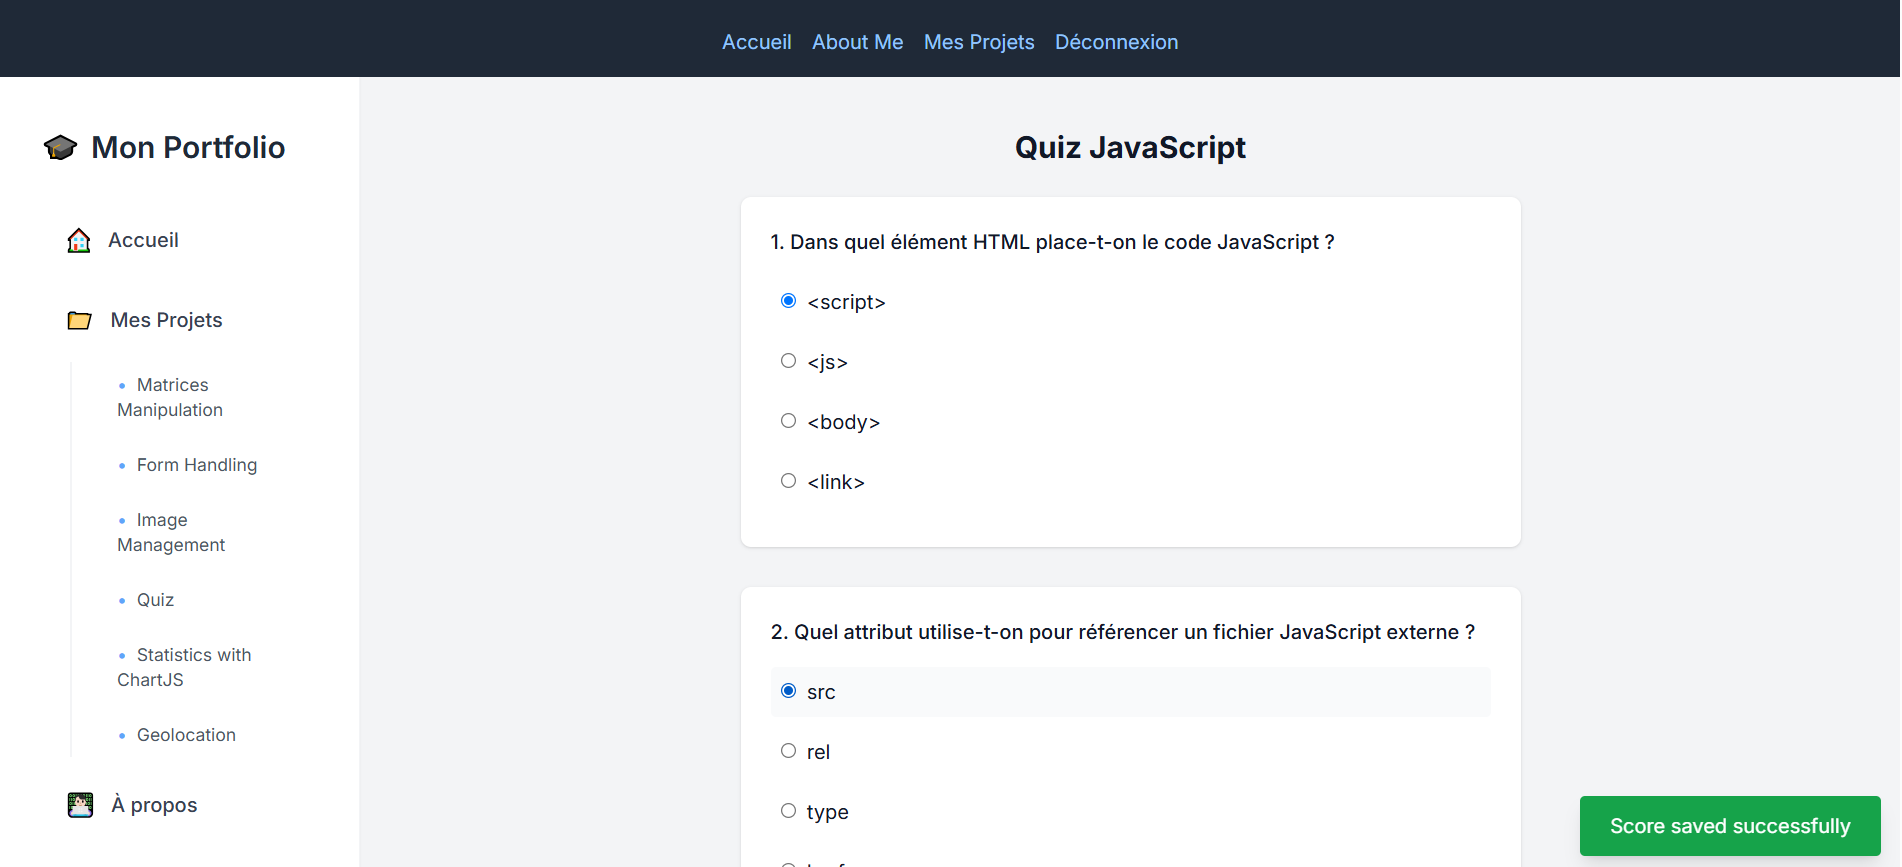 Accueil About Me Mes Projets Déconnexion
Mon Portfolio
Accueil
Mes Projets
• Matrices
Manipulation
• Form Handling
• Image
Management
• Quiz
• Statistics with
ChartJS
• Geolocation
À propos
Quiz JavaScript
1. Dans quel élément HTML place-t-on le code JavaScript ?
<script>
<js>
<body>
<link>
2. Quel attribut utilise-t-on pour référencer un fichier JavaScript externe ?
src
rel
type
Score saved successfully